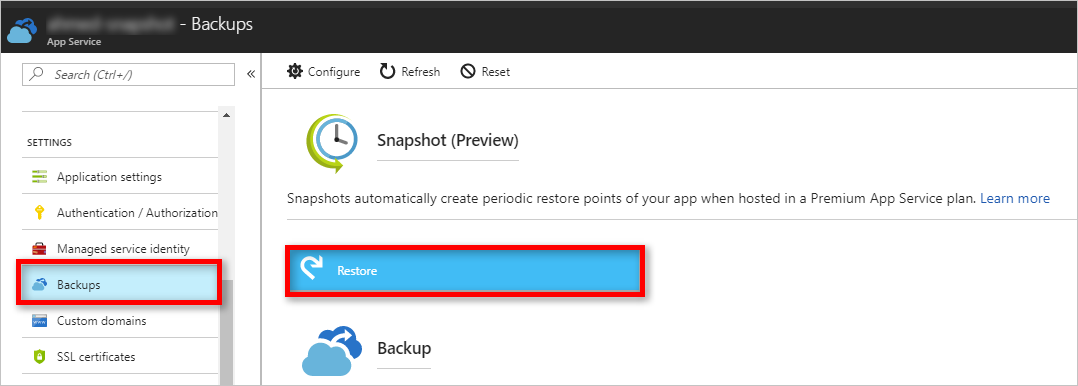 - Backups
App Service
Search (Ctrl+/)
«
Configure
Refresh
Reset
SETTINGS
Application settings
Authentication / Authorization
Managed service identity
Backups
Custom domains
SSL certificates
Snapshot (Preview)
Snapshots automatically create periodic restore points of your app when hosted in a Premium App Service plan. Learn more
Restore
Backup